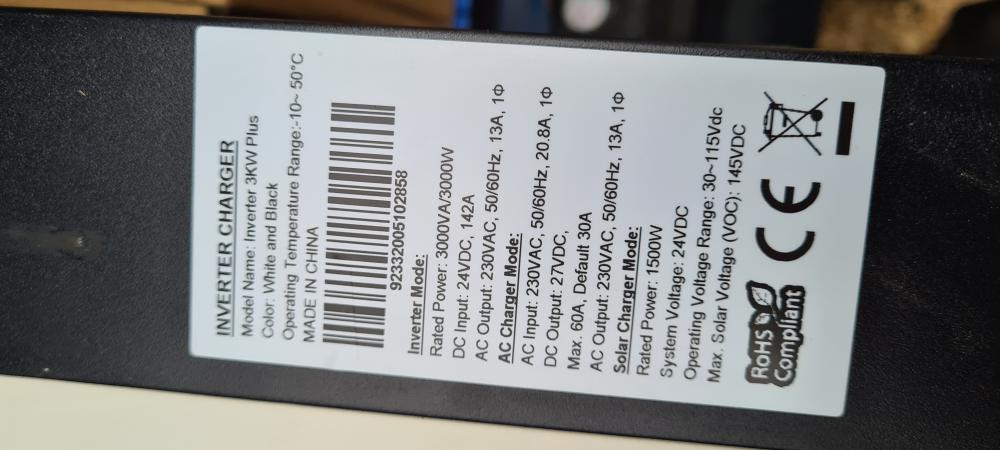 INVERTER CHARGER
Model Name: Inverter 3KW Plus
Color: White and Black
Operating Temperature Range:-10~ 50°C
MADE IN CHINA
92332005102858
Inverter Mode:
Rated Power: 3000VA/3000W
DC Input: 24VDC, 142A
AC Output: 230VAC, 50/60Hz, 13A, 1Φ
AC Charger Mode:
AC Input: 230VAC, 50/60Hz, 20.8A, 1Φ
DC Output: 27VDC,
Max. 60A, Default 30A
AC Output: 230VAC, 50/60Hz, 13A, 1Φ
Solar Charger Mode:
Rated Power: 1500W
System Voltage: 24VDC
Operating Voltage Range: 30~115Vdc
Max. Solar Voltage (VOC): 145VDC
RoHS
Compliant
CE